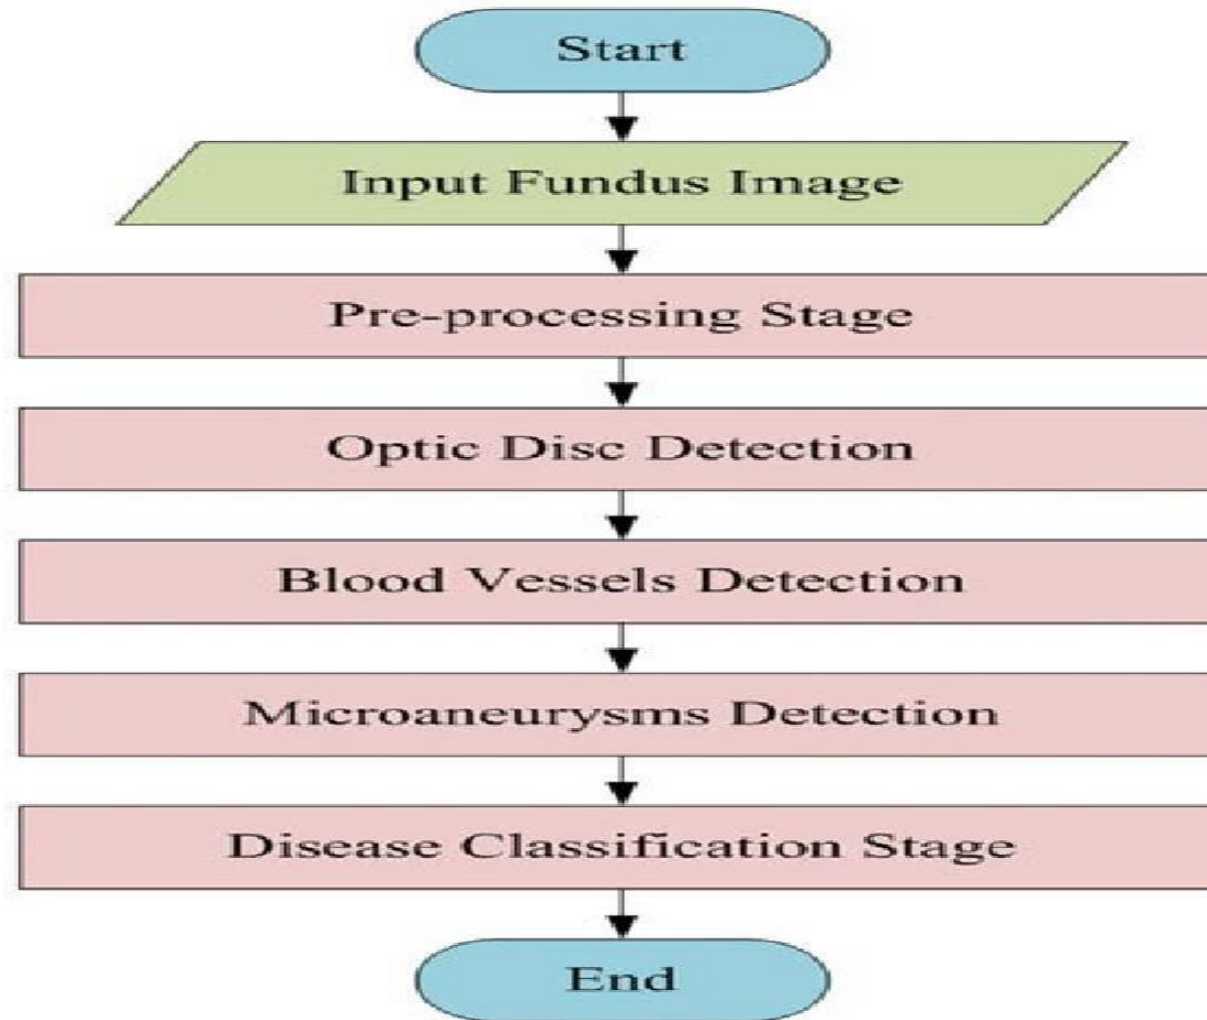 Start
Input Fundus Image
Pre-processing Stage
Optic Disc Detection
Blood Vessels Detection
Microaneurysms Detection
Disease Classification Stage
End